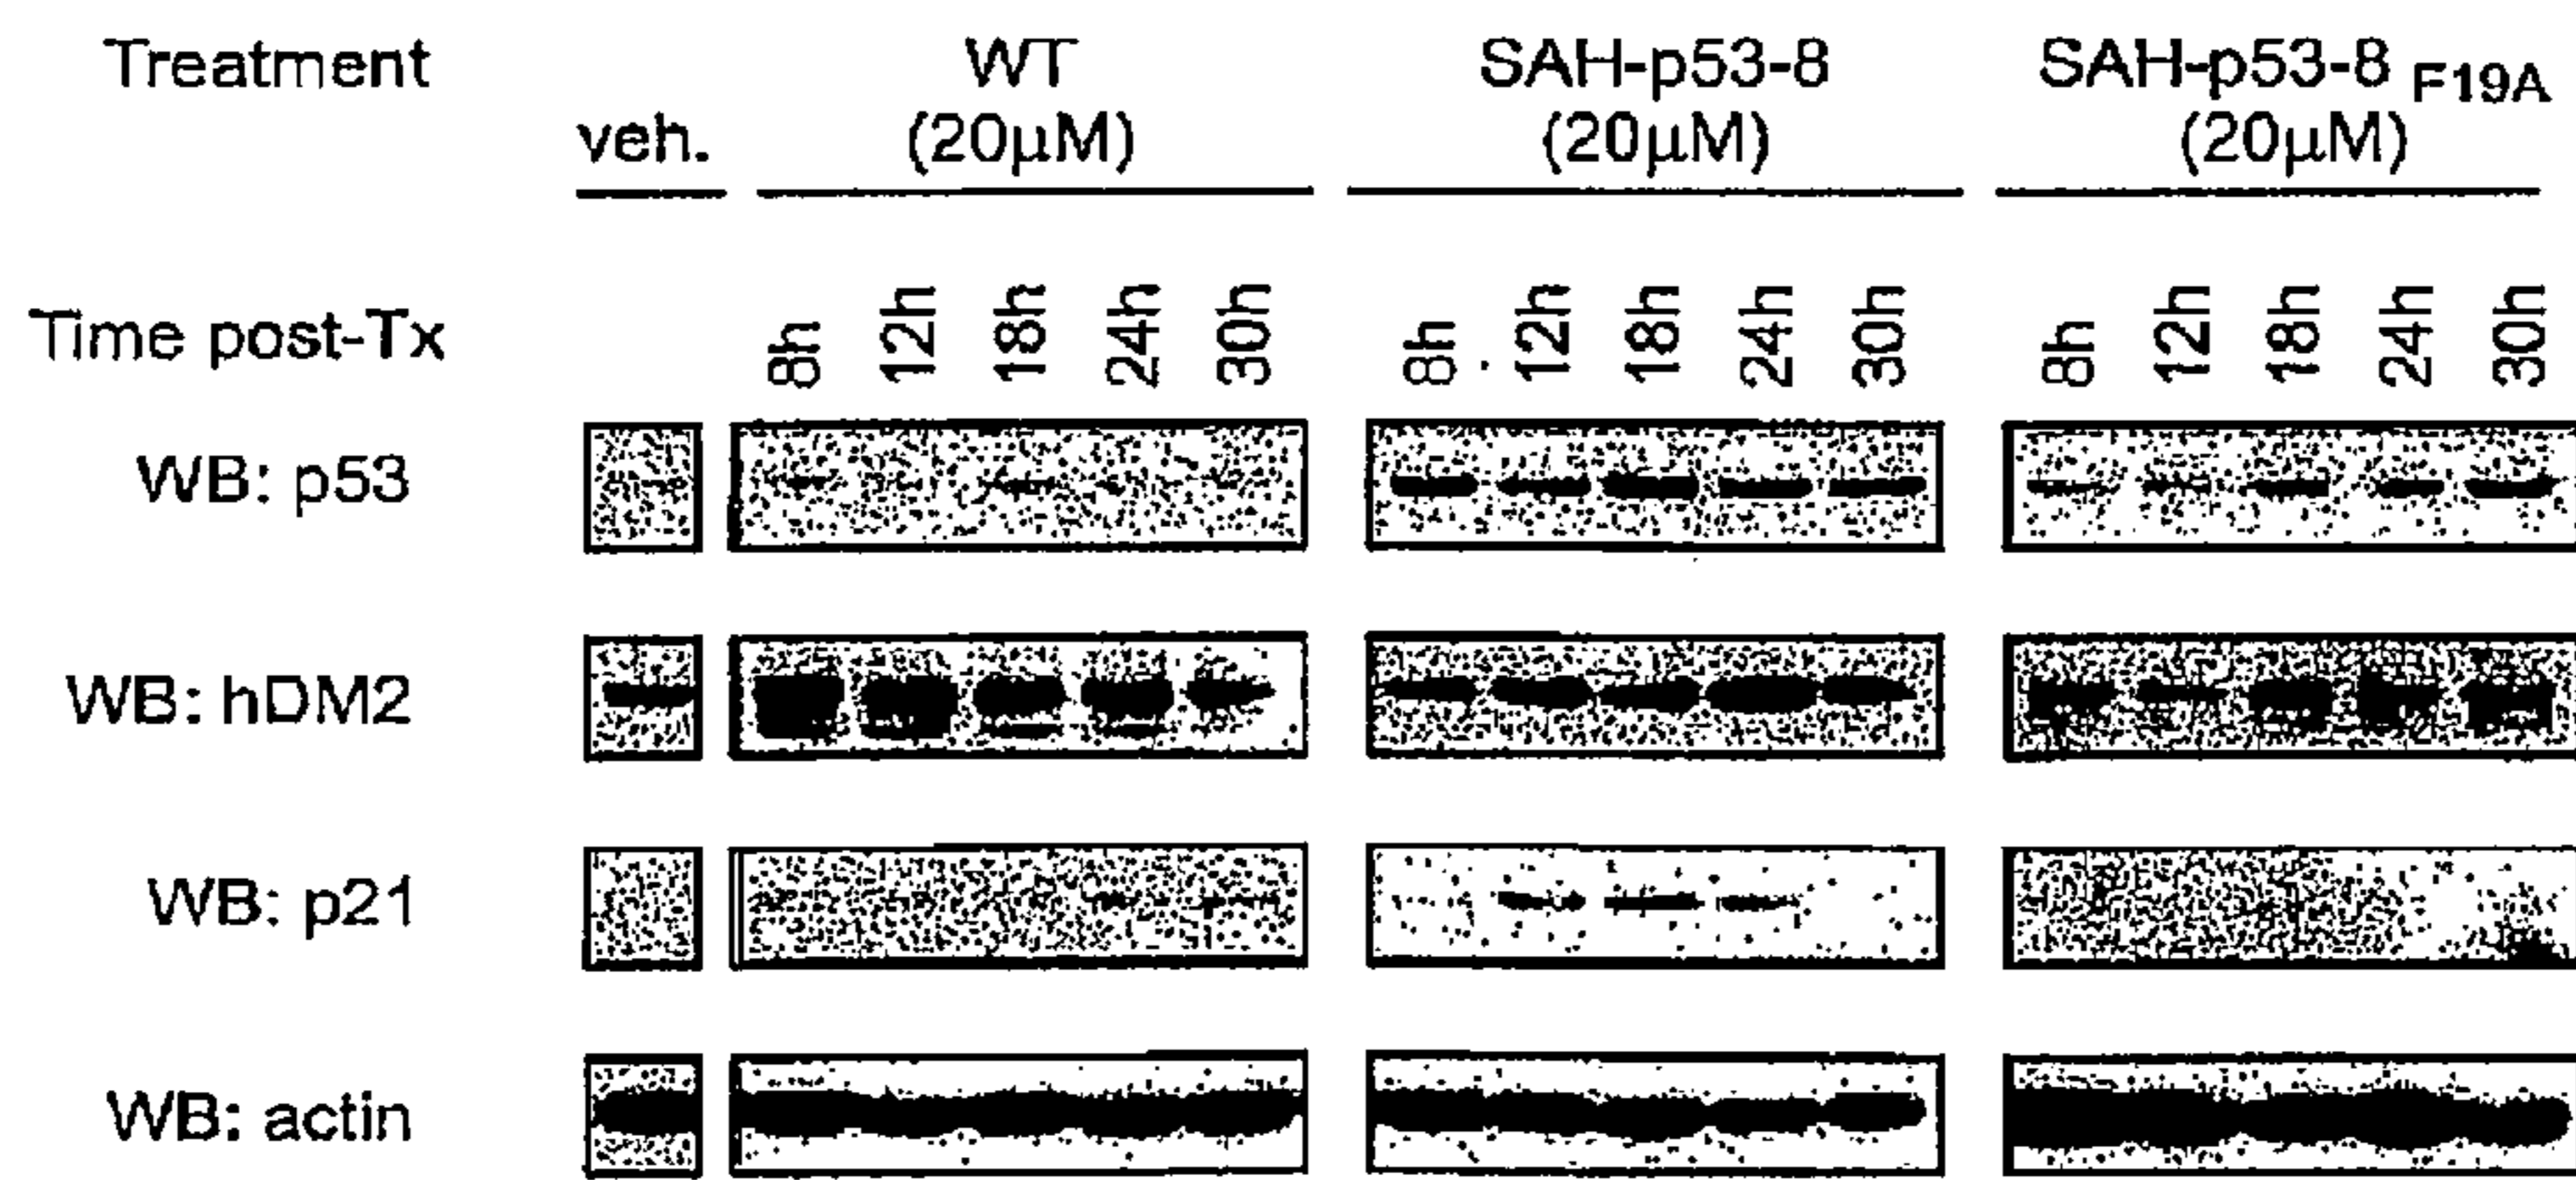 Treatment
veh.
WT
(20μM)
SAH-p53-8
(20μM)
SAH-p53-8 F19A
(20μM)
Time post-Tx
8h 12h 18h 24h 30h
8h 12h 18h 24h 30h
8h 12h 18h 24h 30h
WB: p53
WB: hDM2
WB: p21
WB: actin